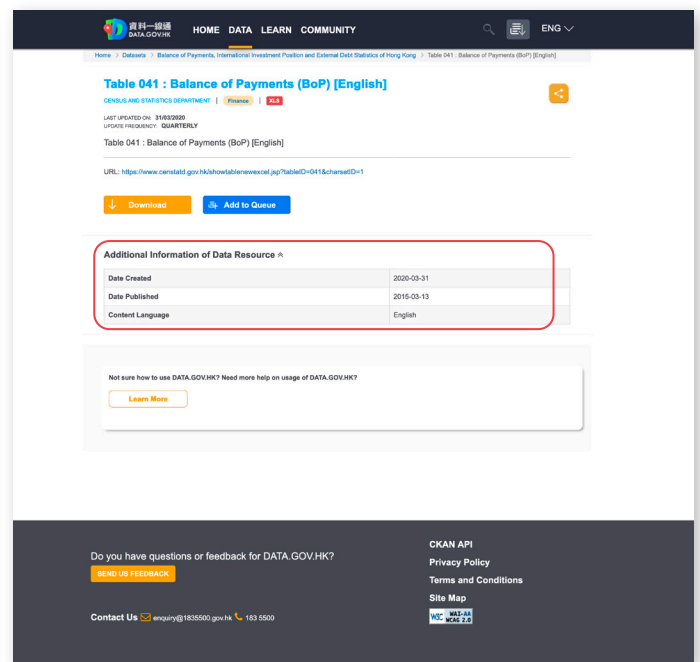 資料一線通
DATA.GOV.HK
HOME DATA LEARN COMMUNITY
ENG
Home > Datasets > Balance of Payments, International Investment Position and External Debt Statistics of Hong Kong > Table 041 : Balance of Payments (BoP) [English]
Table 041 : Balance of Payments (BoP) [English]
CENSUS AND STATISTICS DEPARTMENT | Finance | XLS
LAST UPDATED ON: 31/03/2020
UPDATE FREQUENCY: QUARTERLY
Table 041 : Balance of Payments (BoP) [English]
URL: https://www.censtatd.gov.hk/showtablenewexcel.jsp?tableID=041&charsetID=1
Download
Add to Queue
Additional Information of Data Resource
Date Created 2020-03-31
Date Published 2015-03-13
Content Language English
Not sure how to use DATA.GOV.HK? Need more help on usage of DATA.GOV.HK?
Learn More
Do you have questions or feedback for DATA.GOV.HK?
SEND US FEEDBACK
Contact Us enquiry@1835500.gov.hk 183 5500
CKAN API
Privacy Policy
Terms and Conditions
Site Map
W3C WAI-AA
WCAG 2.0